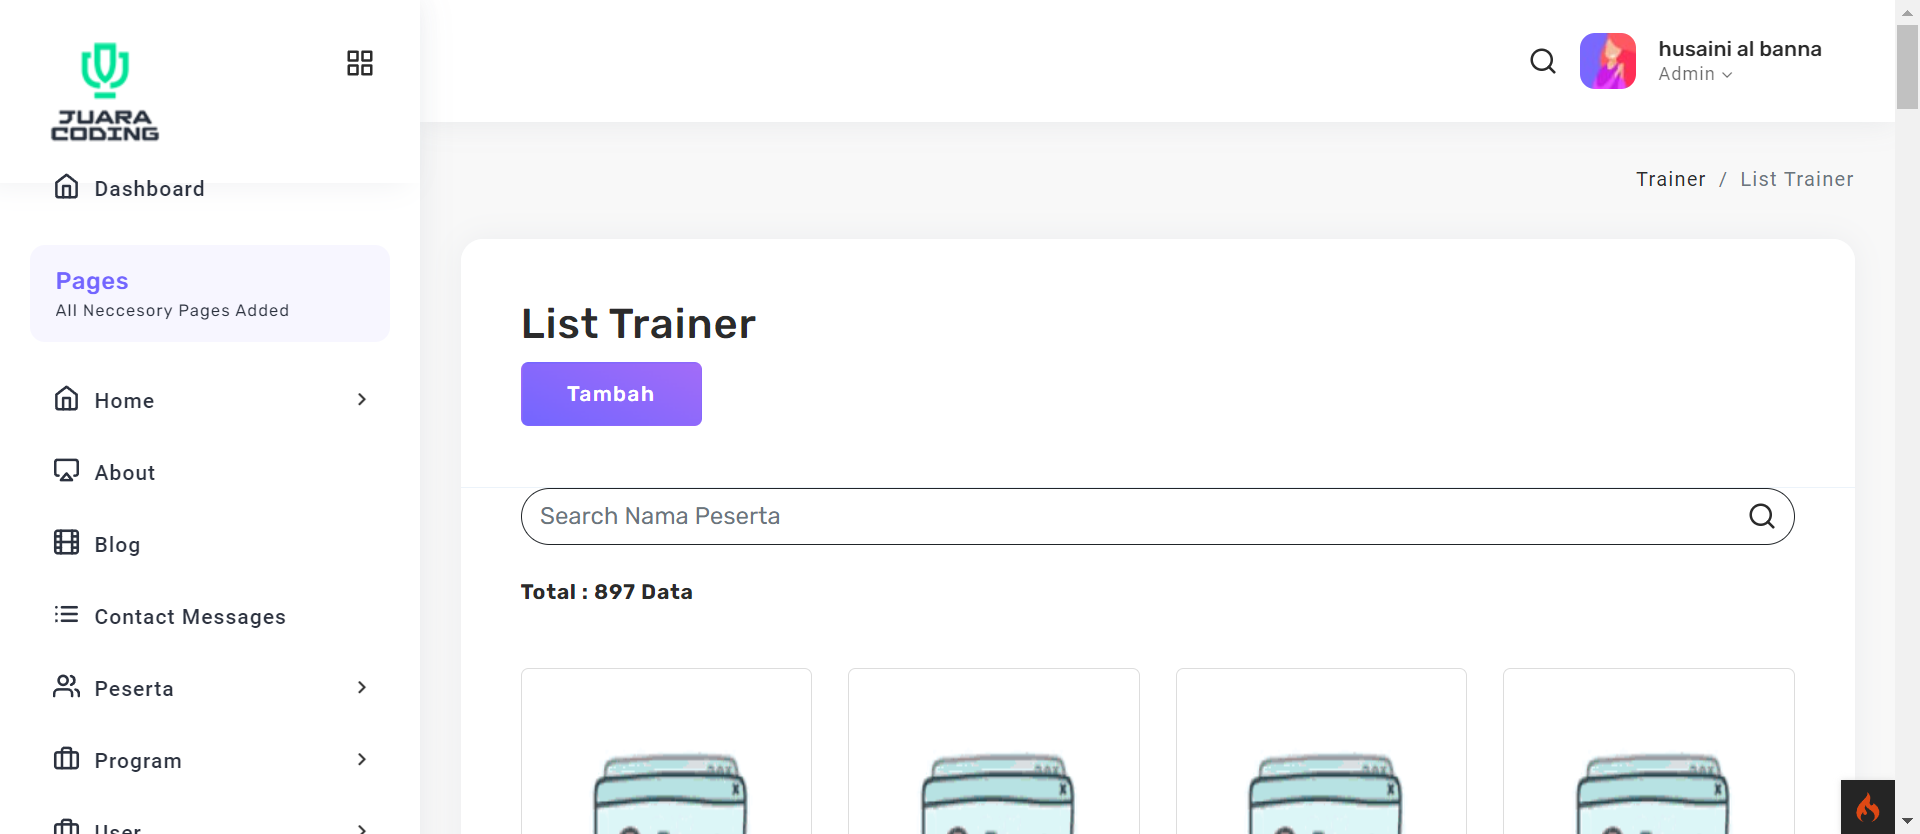 JUARA
CODING
husaini al banna
Admin
Dashboard
Trainer / List Trainer
Pages
All Neccesory Pages Added
List Trainer
Tambah
Home
About
Search Nama Peserta
Blog
Total : 897 Data
Contact Messages
Peserta
Program
User